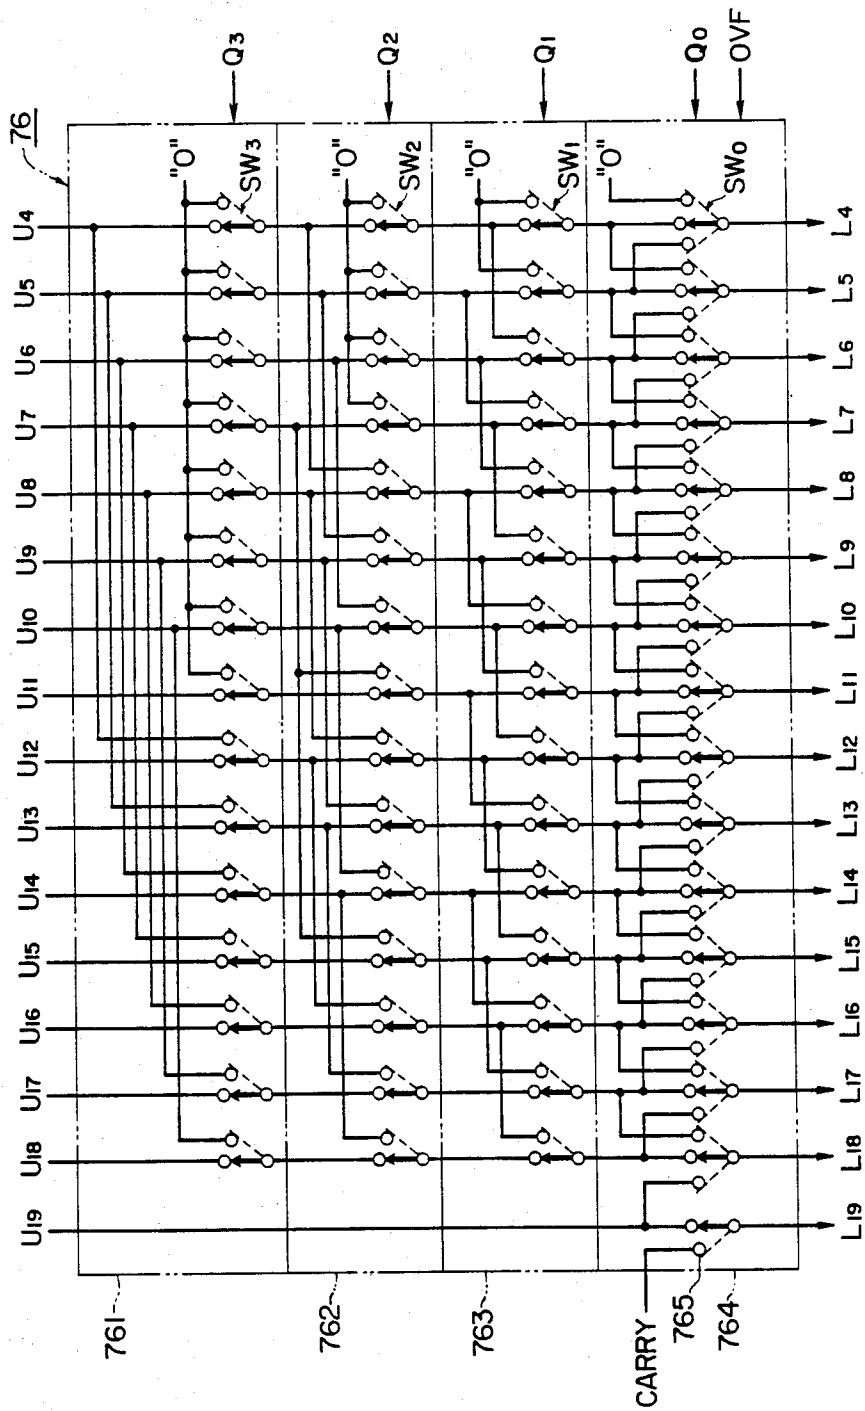 76
U4
U5
U6
U7
U8
U9
U10
U11
U12
U13
U14
U15
U16
U17
U18
U19
"0"
SW3
Q3
761
"0"
SW2
Q2
762
"0"
SW1
Q1
763
"0"
SW0
Q0
OVF
CARRY
765
764
L4
L5
L6
L7
L8
L9
L10
L11
L12
L13
L14
L15
L16
L17
L18
L19